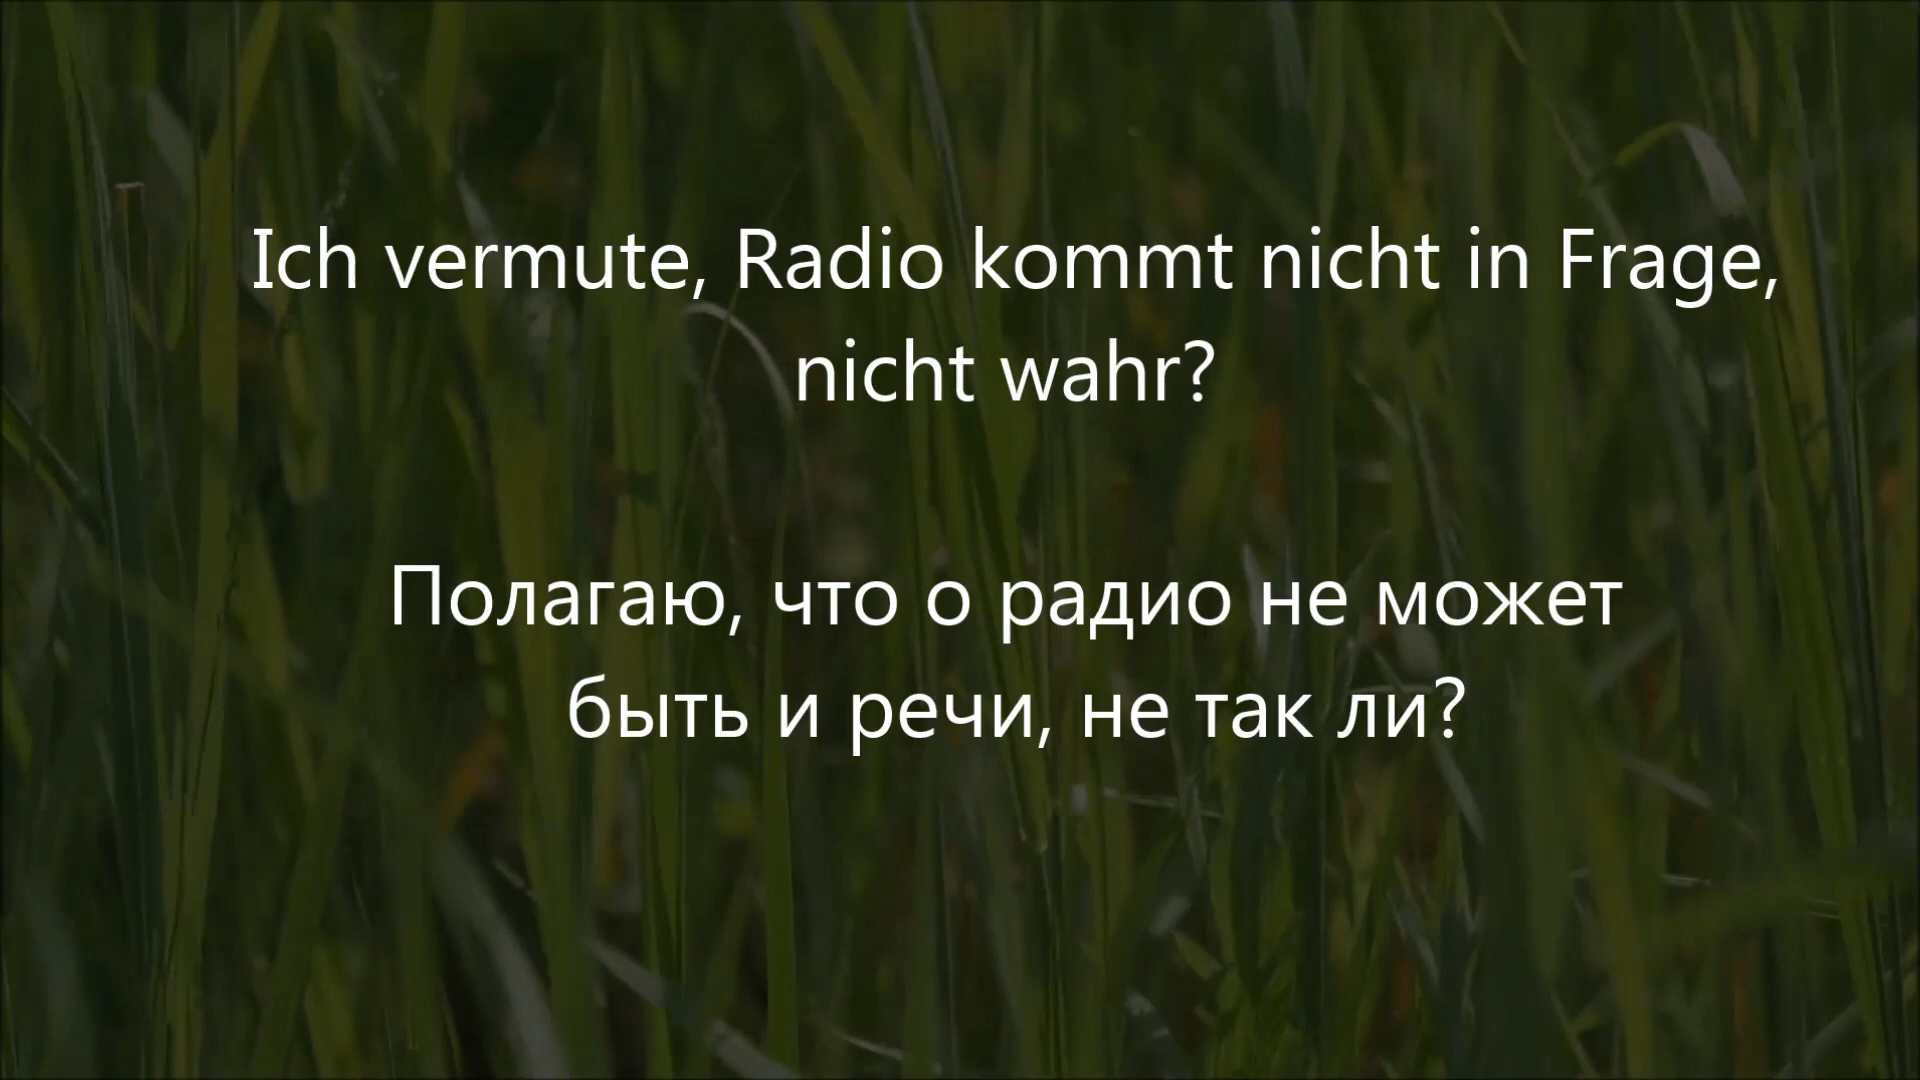 Ich vermute, Radio kommt nicht in Frage,
nicht wahr?
Полагаю, что о радио не может
быть и речи, не так ли?